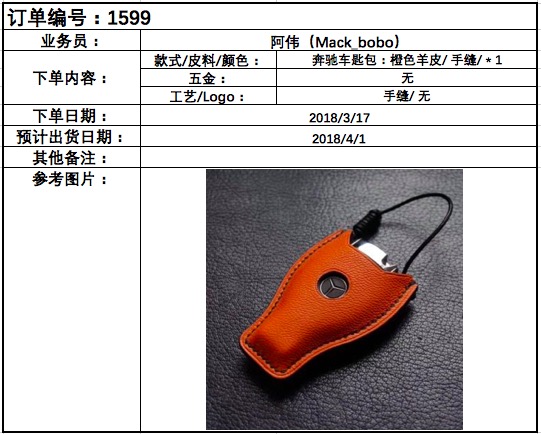 订单编号：1599
业务员： 阿伟（Mack_bobo）
下单内容： 款式/皮料/颜色： 奔驰车匙包：橙色羊皮/ 手缝/ * 1
五金： 无
工艺/Logo： 手缝/ 无
下单日期： 2018/3/17
预计出货日期： 2018/4/1
其他备注：
参考图片：